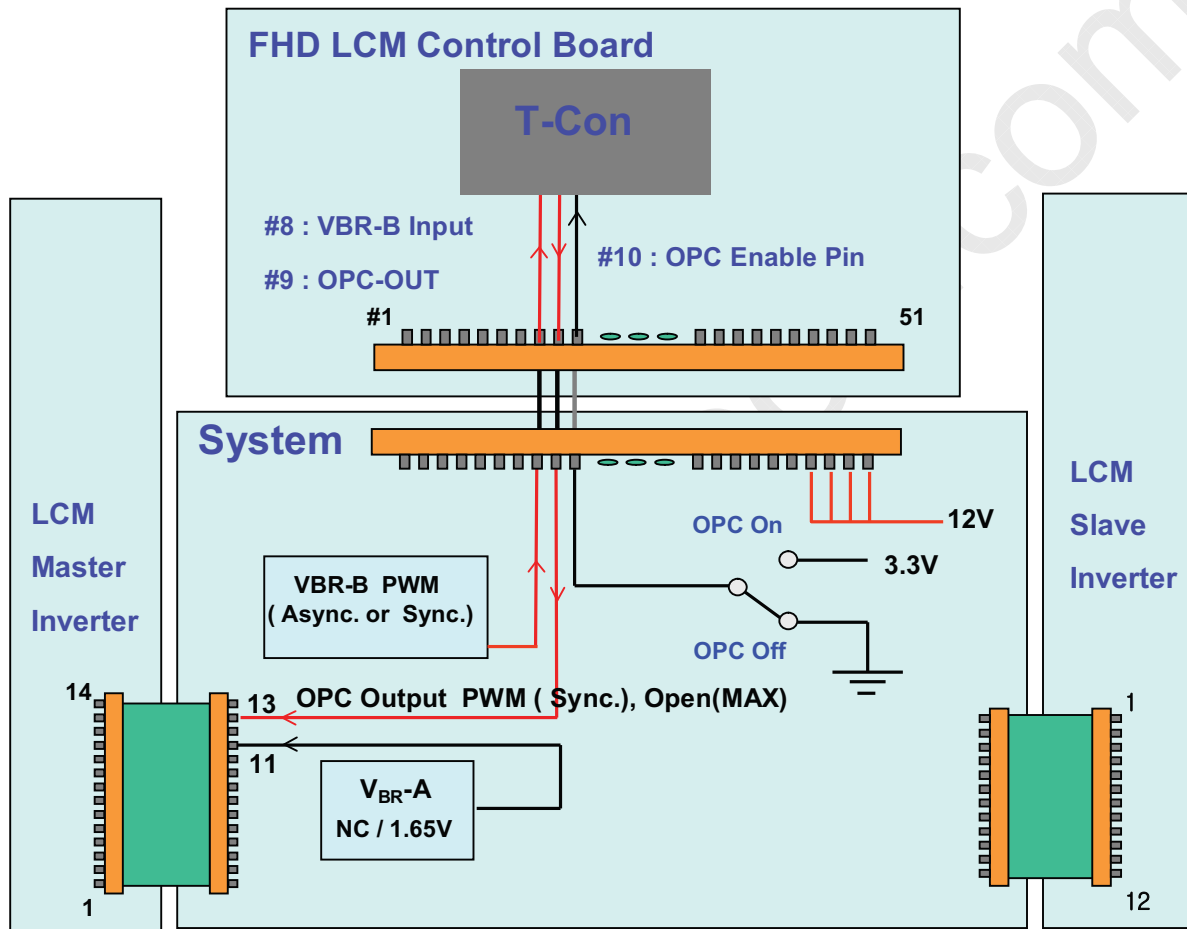 FHD LCM Control Board
T-Con
#8 : VBR-B Input
#9 : OPC-OUT
#10 : OPC Enable Pin
#1
51
System
LCM
Master
Inverter
LCM
Slave
Inverter
12V
OPC On
3.3V
VBR-B PWM
( Async. or Sync.)
OPC Off
14
13
OPC Output PWM ( Sync.), Open(MAX)
11
VBR-A
NC / 1.65V
1
1
12
com